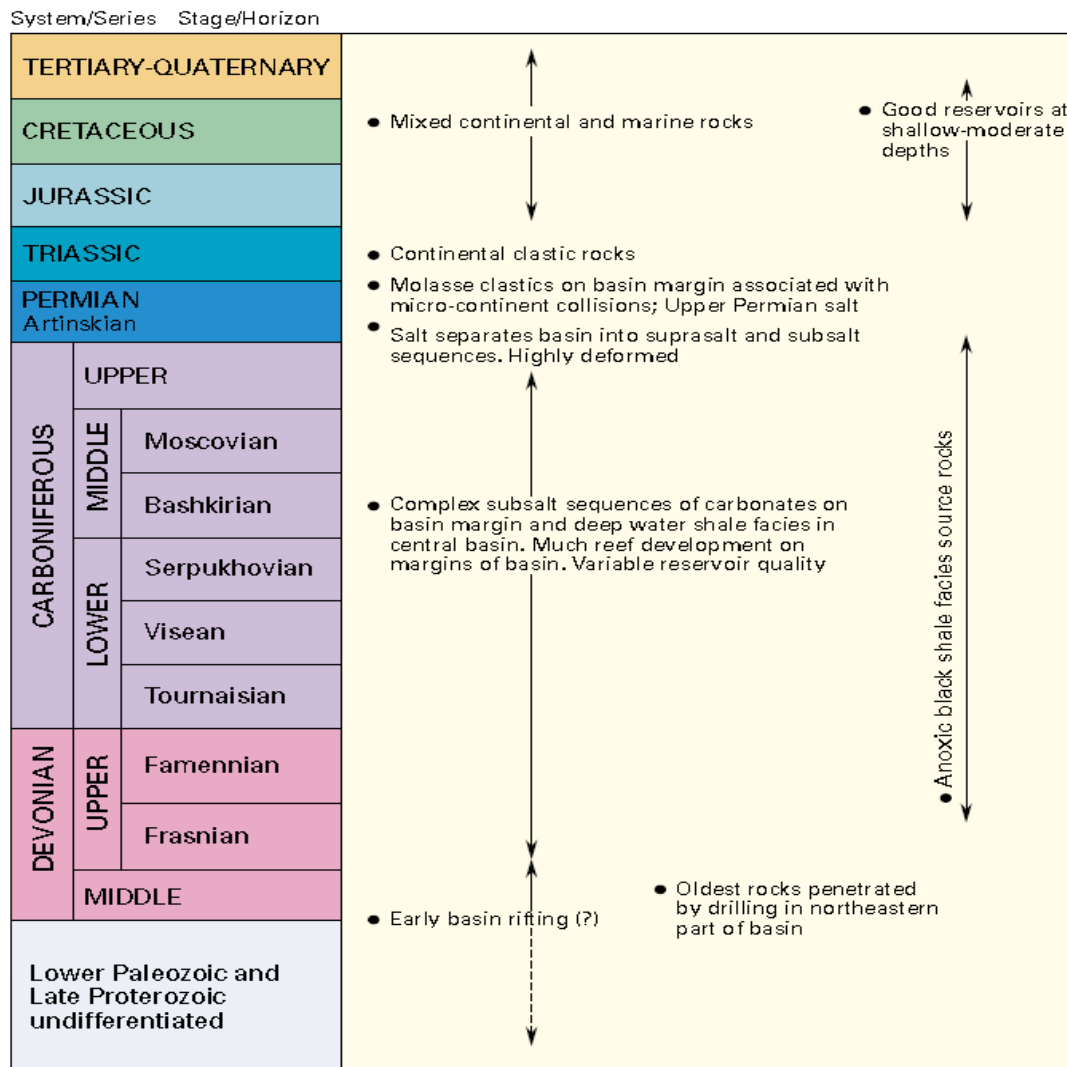 System/Series Stage/Horizon
TERTIARY-QUATERNARY
CRETACEOUS
JURASSIC
TRIASSIC
PERMIAN
Artinskian
CARBONIFEROUS
UPPER
MIDDLE
Moscovian
Bashkirian
LOWER
Serpukhovian
Visean
Tournaisian
DEVONIAN
UPPER
Famennian
Frasnian
MIDDLE
Lower Paleozoic and
Late Proterozoic
undifferentiated
• Mixed continental and marine rocks
• Good reservoirs at
shallow-moderate
depths
• Continental clastic rocks
• Molasse clastics on basin margin associated with
micro-continent collisions; Upper Permian salt
• Salt separates basin into suprasalt and subsalt
sequences. Highly deformed
• Complex subsalt sequences of carbonates on
basin margin and deep water shale facies in
central basin. Much reef development on
margins of basin. Variable reservoir quality
• Anoxic black shale facies source rocks
• Oldest rocks penetrated
by drilling in northeastern
part of basin
• Early basin rifting (?)